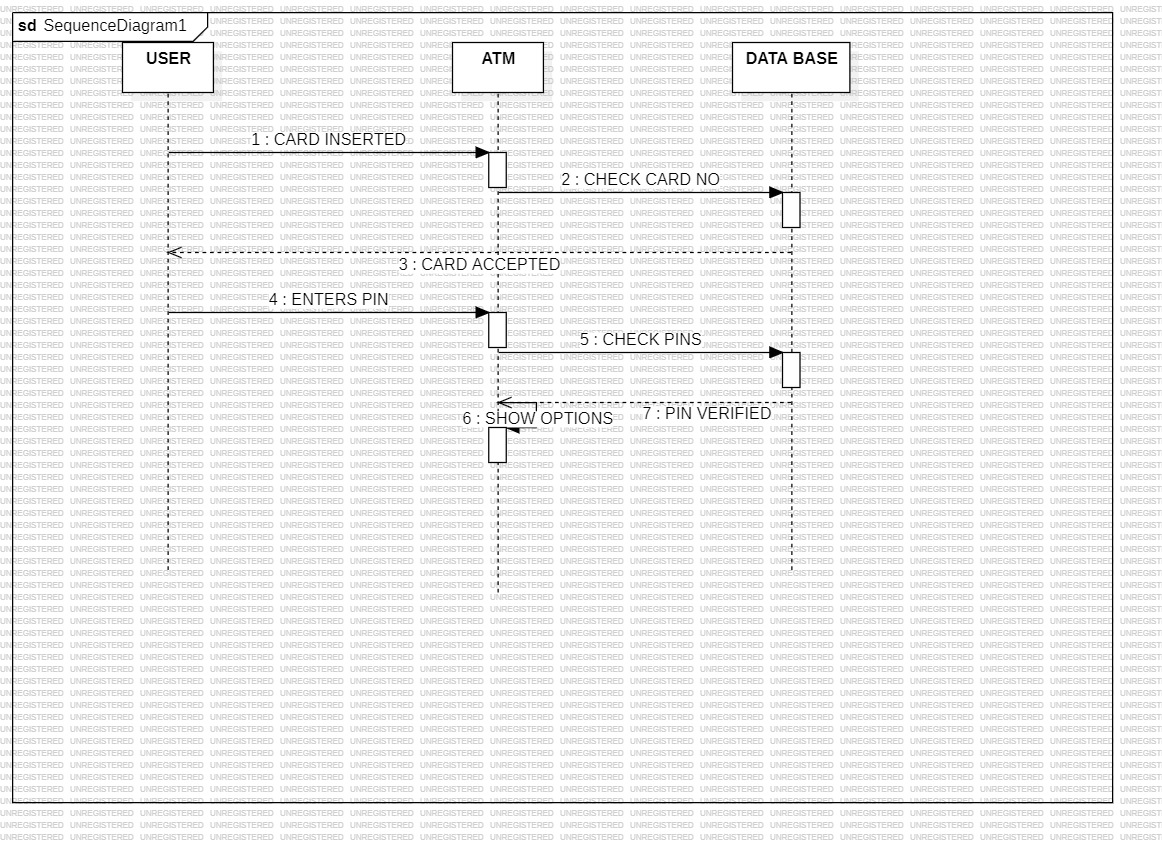 sd SequenceDiagram1
USER
ATM
DATA BASE
1 : CARD INSERTED
2 : CHECK CARD NO
3 : CARD ACCEPTED
4 : ENTERS PIN
5 : CHECK PINS
6 : SHOW OPTIONS
7 : PIN VERIFIED
UNREGISTERED